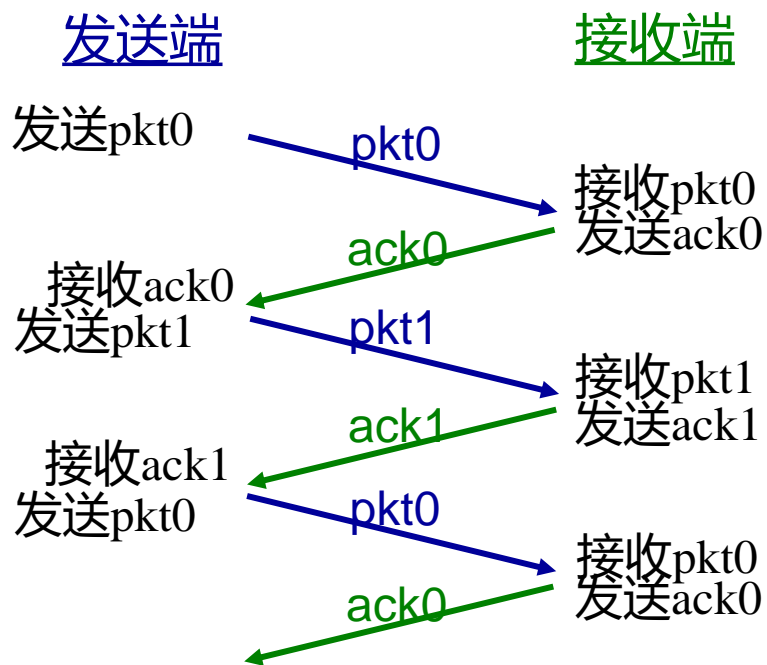 发送端
接收端
发送pkt0
pkt0
接收pkt0
发送ack0
ack0
接收ack0
发送pkt1
pkt1
接收pkt1
发送ack1
ack1
接收ack1
发送pkt0
pkt0
接收pkt0
发送ack0
ack0